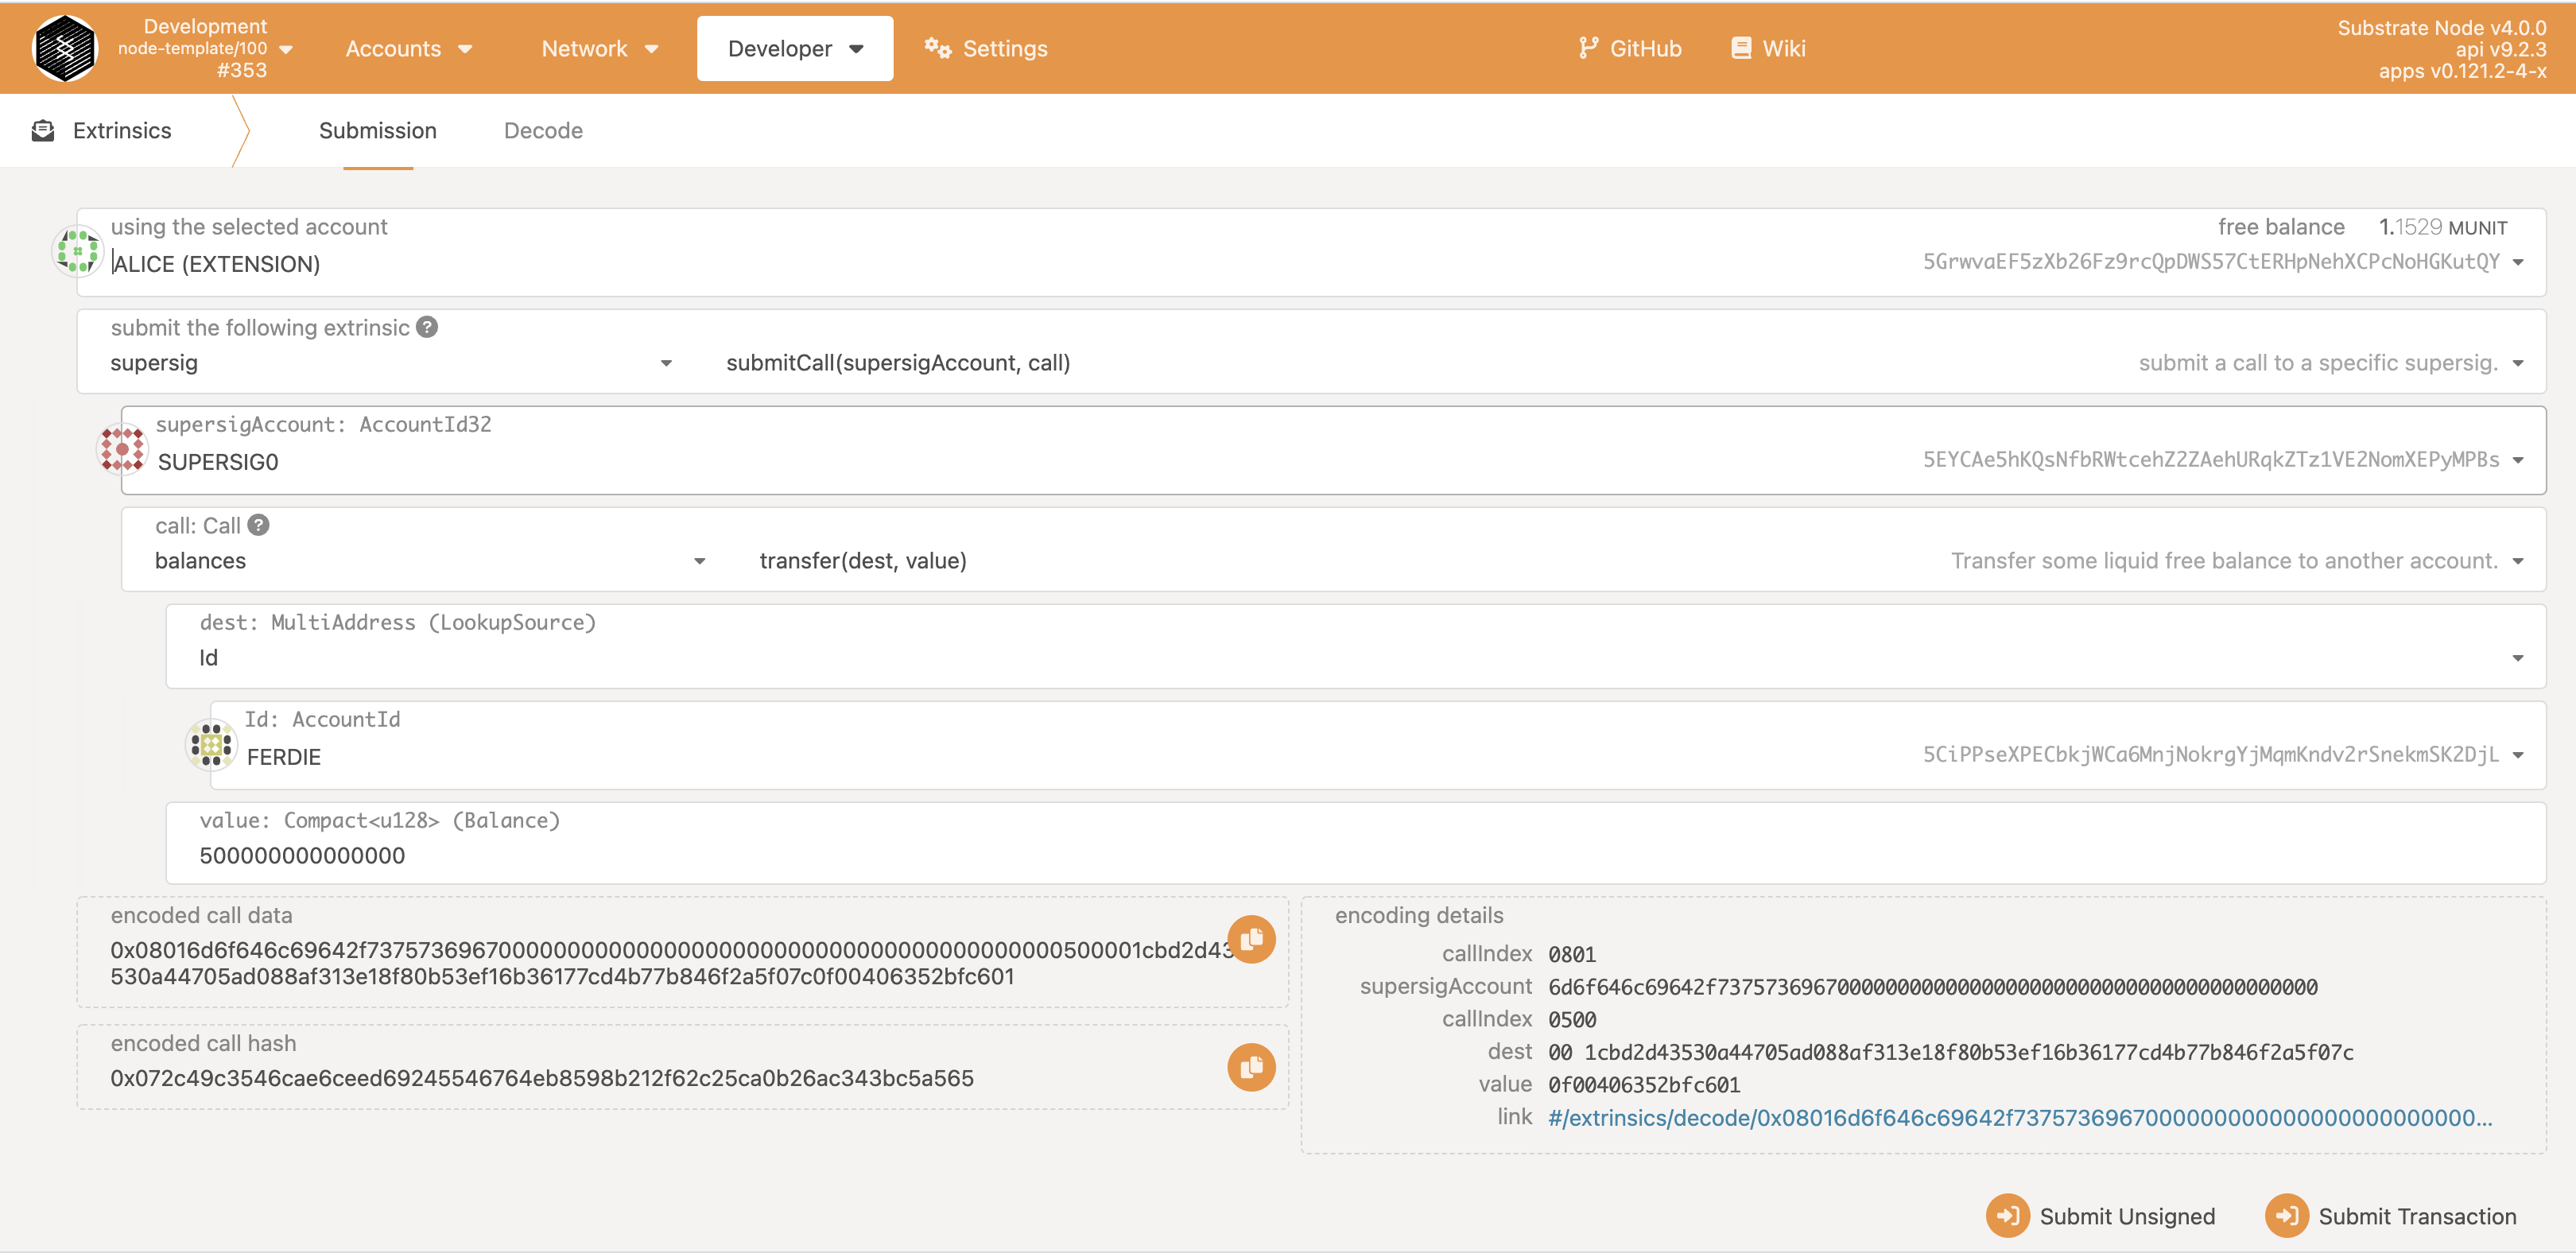 Development
node-template/100
#353
Accounts
Network
Developer
Settings
GitHub
Wiki
Substrate Node v4.0.0
api v9.2.3
apps v0.121.2-4-x
Extrinsics
Submission
Decode
using the selected account
free balance 1.1529 MUNIT
ALICE (EXTENSION)
5GrwvaEF5zXb26Fz9rcQpDWS57CtERHpNehXCPcNoHGKutQY
submit the following extrinsic ?
supersig
submitCall(supersigAccount, call)
submit a call to a specific supersig.
supersigAccount: AccountId32
SUPERSIG0
5EYCAe5hKQsNfbRWtcehZ2ZAehURqkZTz1VE2NomXEPyMPBs
call: Call ?
balances
transfer(dest, value)
Transfer some liquid free balance to another account.
dest: MultiAddress (LookupSource)
Id
Id: AccountId
FERDIE
5CiPPseXPECbkjWCa6MnjNokrgYjMqmKndv2rSnekmSK2DjL
value: Compact<u128> (Balance)
500000000000000
encoded call data
0x08016d6f646c69642f7375736967000000000000000000000000000000000000000500001cbd2d43
530a44705ad088af313e18f80b53ef16b36177cd4b77b846f2a5f07c0f00406352bfc601
encoded call hash
0x072c49c3546cae6ceed69245546764eb8598b212f62c25ca0b26ac343bc5a565
encoding details
callIndex 0801
supersigAccount 6d6f646c69642f73757369670000000000000000000000000000000000000000
callIndex 0500
dest 00 1cbd2d43530a44705ad088af313e18f80b53ef16b36177cd4b77b846f2a5f07c
value 0f00406352bfc601
link #/extrinsics/decode/0x08016d6f646c69642f7375736967000000000000000000000...
Submit Unsigned
Submit Transaction